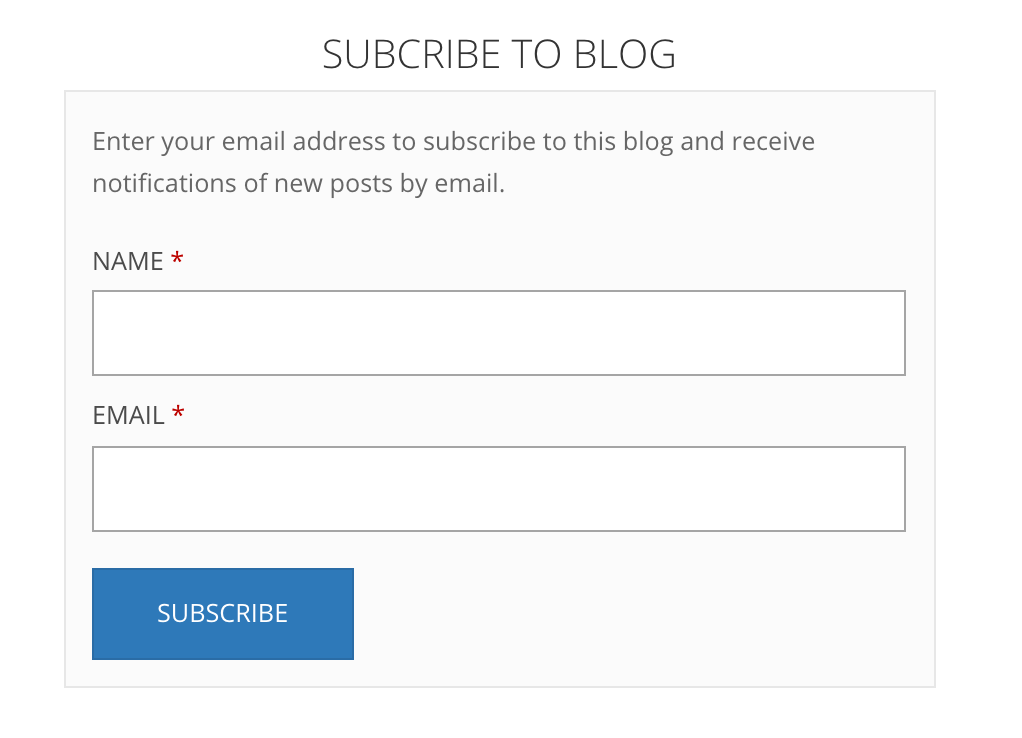 SUBCRIBE TO BLOG
Enter your email address to subscribe to this blog and receive
notifications of new posts by email.
NAME *
EMAIL *
SUBSCRIBE